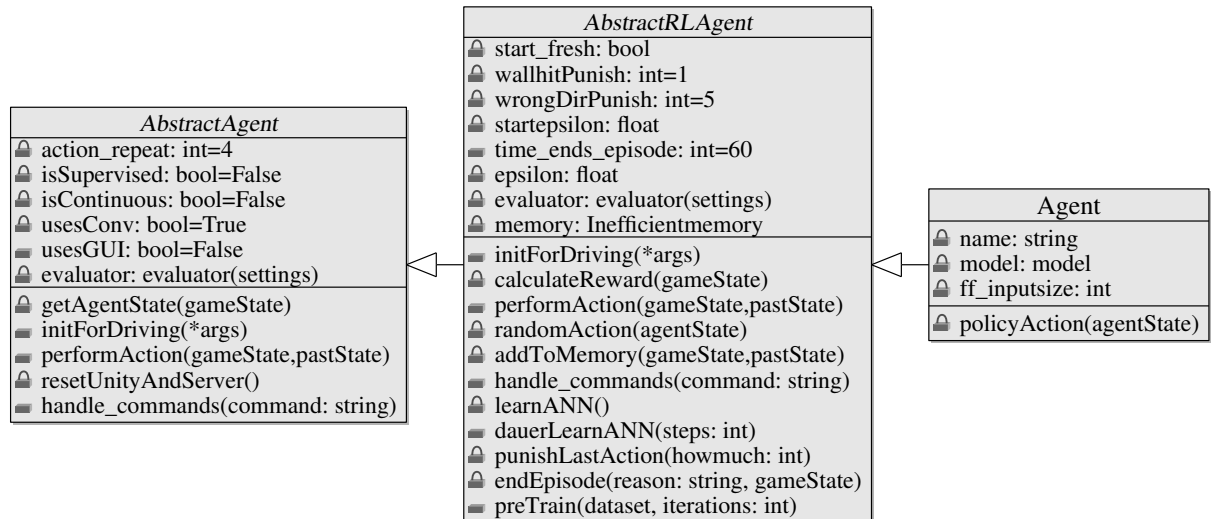 AbstractAgent
action_repeat: int=4
isSupervised: bool=False
isContinuous: bool=False
usesConv: bool=True
usesGUI: bool=False
evaluator: evaluator(settings)
getAgentState(gameState)
initForDriving(*args)
performAction(gameState,pastState)
resetUnityAndServer()
handle_commands(command: string)
AbstractRLAgent
start_fresh: bool
wallhitPunish: int=1
wrongDirPunish: int=5
startepsilon: float
time_ends_episode: int=60
epsilon: float
evaluator: evaluator(settings)
memory: Inefficientmemory
initForDriving(*args)
calculateReward(gameState)
performAction(gameState,pastState)
randomAction(agentState)
addToMemory(gameState,pastState)
handle_commands(command: string)
learnANN()
dauerLearnANN(steps: int)
punishLastAction(howmuch: int)
endEpisode(reason: string, gameState)
preTrain(dataset, iterations: int)
Agent
name: string
model: model
ff_inputsize: int
policyAction(agentState)